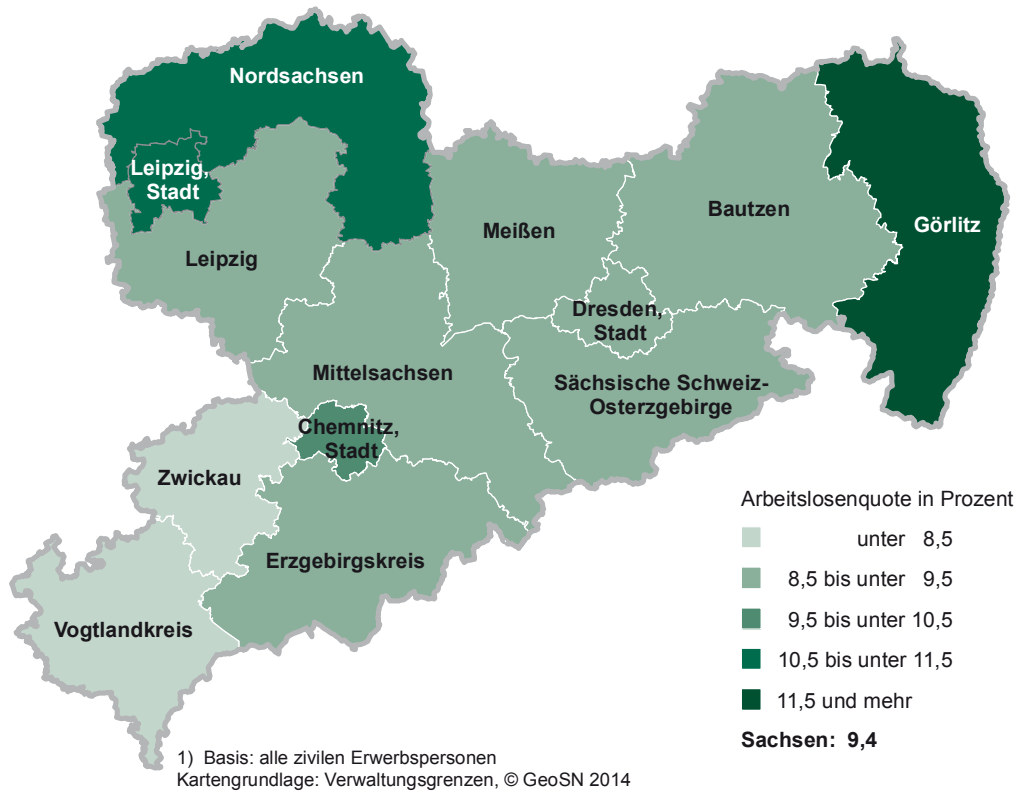 Nordsachsen
Leipzig,
Stadt
Leipzig
Meißen
Bautzen
Görlitz
Dresden,
Stadt
Mittelsachsen
Sächsische Schweiz-
Osterzgebirge
Chemnitz,
Stadt
Zwickau
Erzgebirgskreis
Vogtlandkreis
Arbeitslosenquote in Prozent
unter 8,5
8,5 bis unter 9,5
9,5 bis unter 10,5
10,5 bis unter 11,5
11,5 und mehr
Sachsen: 9,4
1) Basis: alle zivilen Erwerbspersonen
Kartengrundlage: Verwaltungsgrenzen, © GeoSN 2014